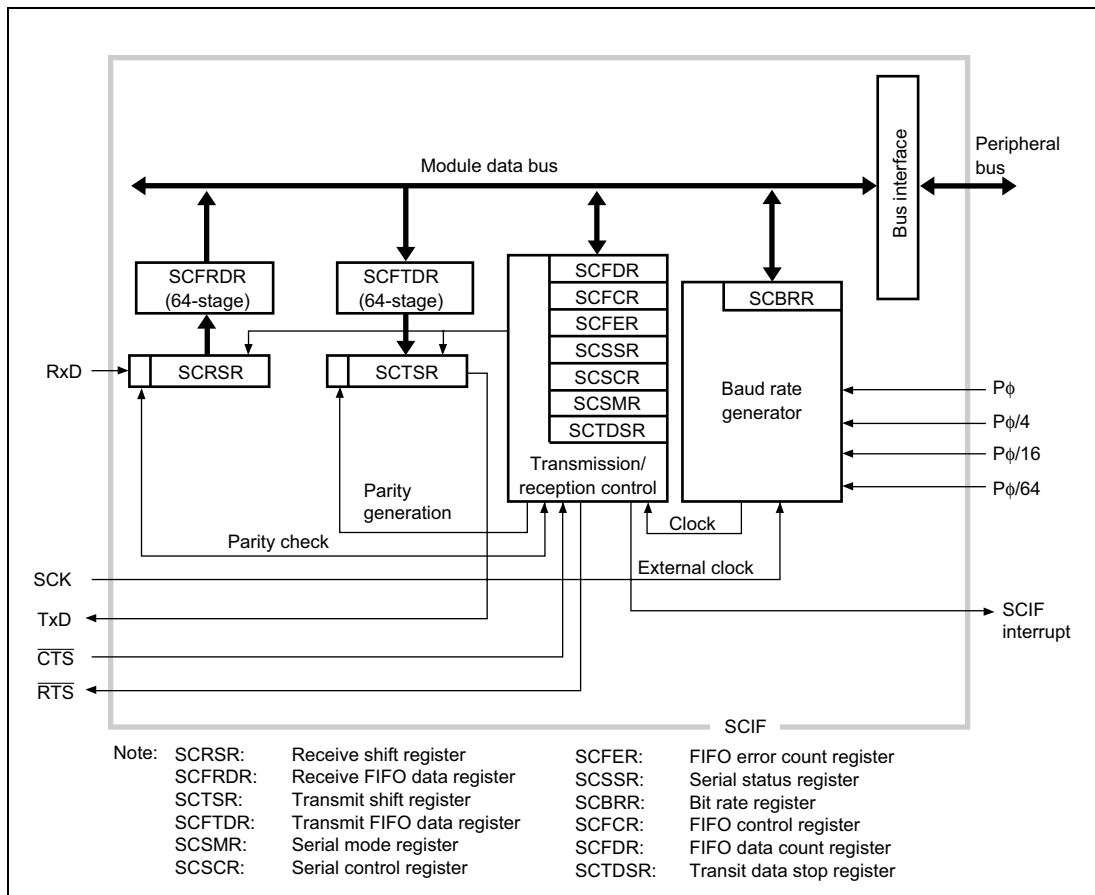 Module data bus
Bus interface
Peripheral
bus
SCFRDR
(64-stage)
SCFTDR
(64-stage)
SCFDR
SCFCR
SCFER
SCSSR
SCSCR
SCSMR
SCTDSR
Transmission/
reception control
SCBRR
Baud rate
generator
RxD
SCRSR
SCTSR
Pϕ
Pϕ/4
Pϕ/16
Pϕ/64
Parity
generation
Parity check
Clock
External clock
SCK
TxD
C̅T̅S̅
R̅T̅S̅
SCIF
interrupt
SCIF
Note: SCRSR: Receive shift register
SCFRDR: Receive FIFO data register
SCTSR: Transmit shift register
SCFTDR: Transmit FIFO data register
SCSMR: Serial mode register
SCSCR: Serial control register
SCFER: FIFO error count register
SCSSR: Serial status register
SCBRR: Bit rate register
SCFCR: FIFO control register
SCFDR: FIFO data count register
SCTDSR: Transit data stop register